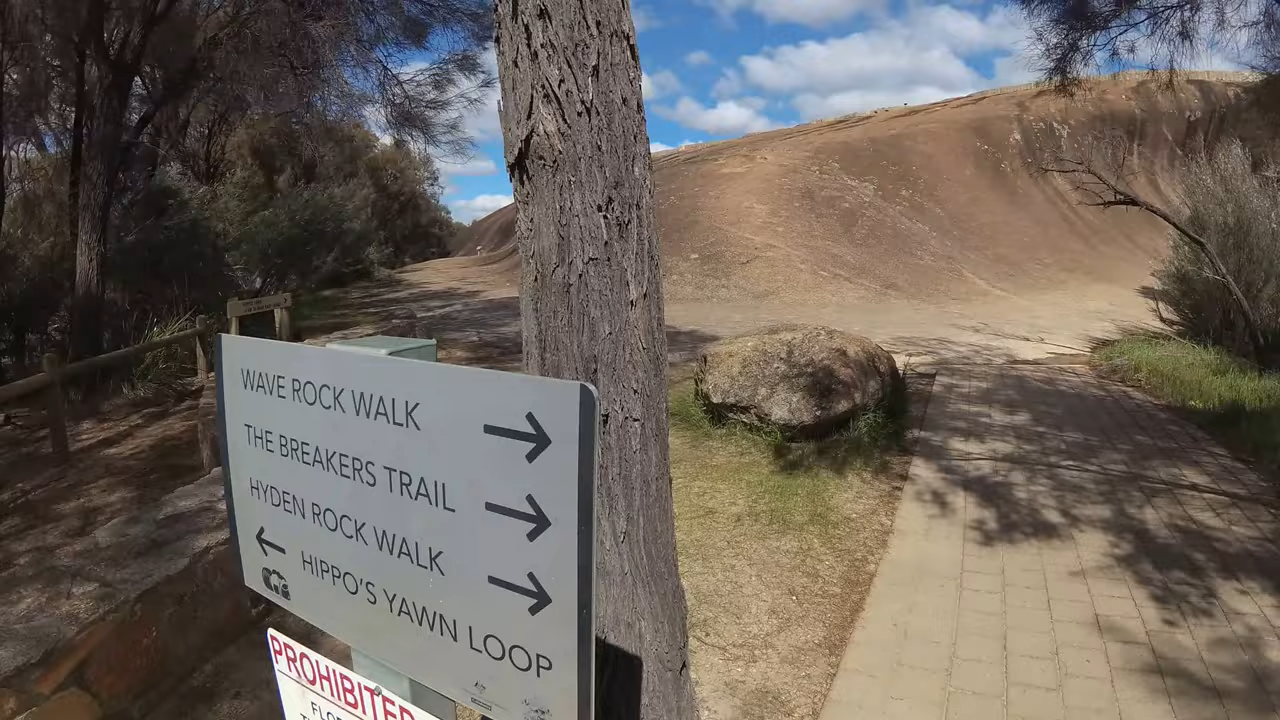 WAVE ROCK WALK
THE BREAKERS TRAIL
HYDEN ROCK WALK
HIPPO'S YAWN LOOP
PROHIBITED